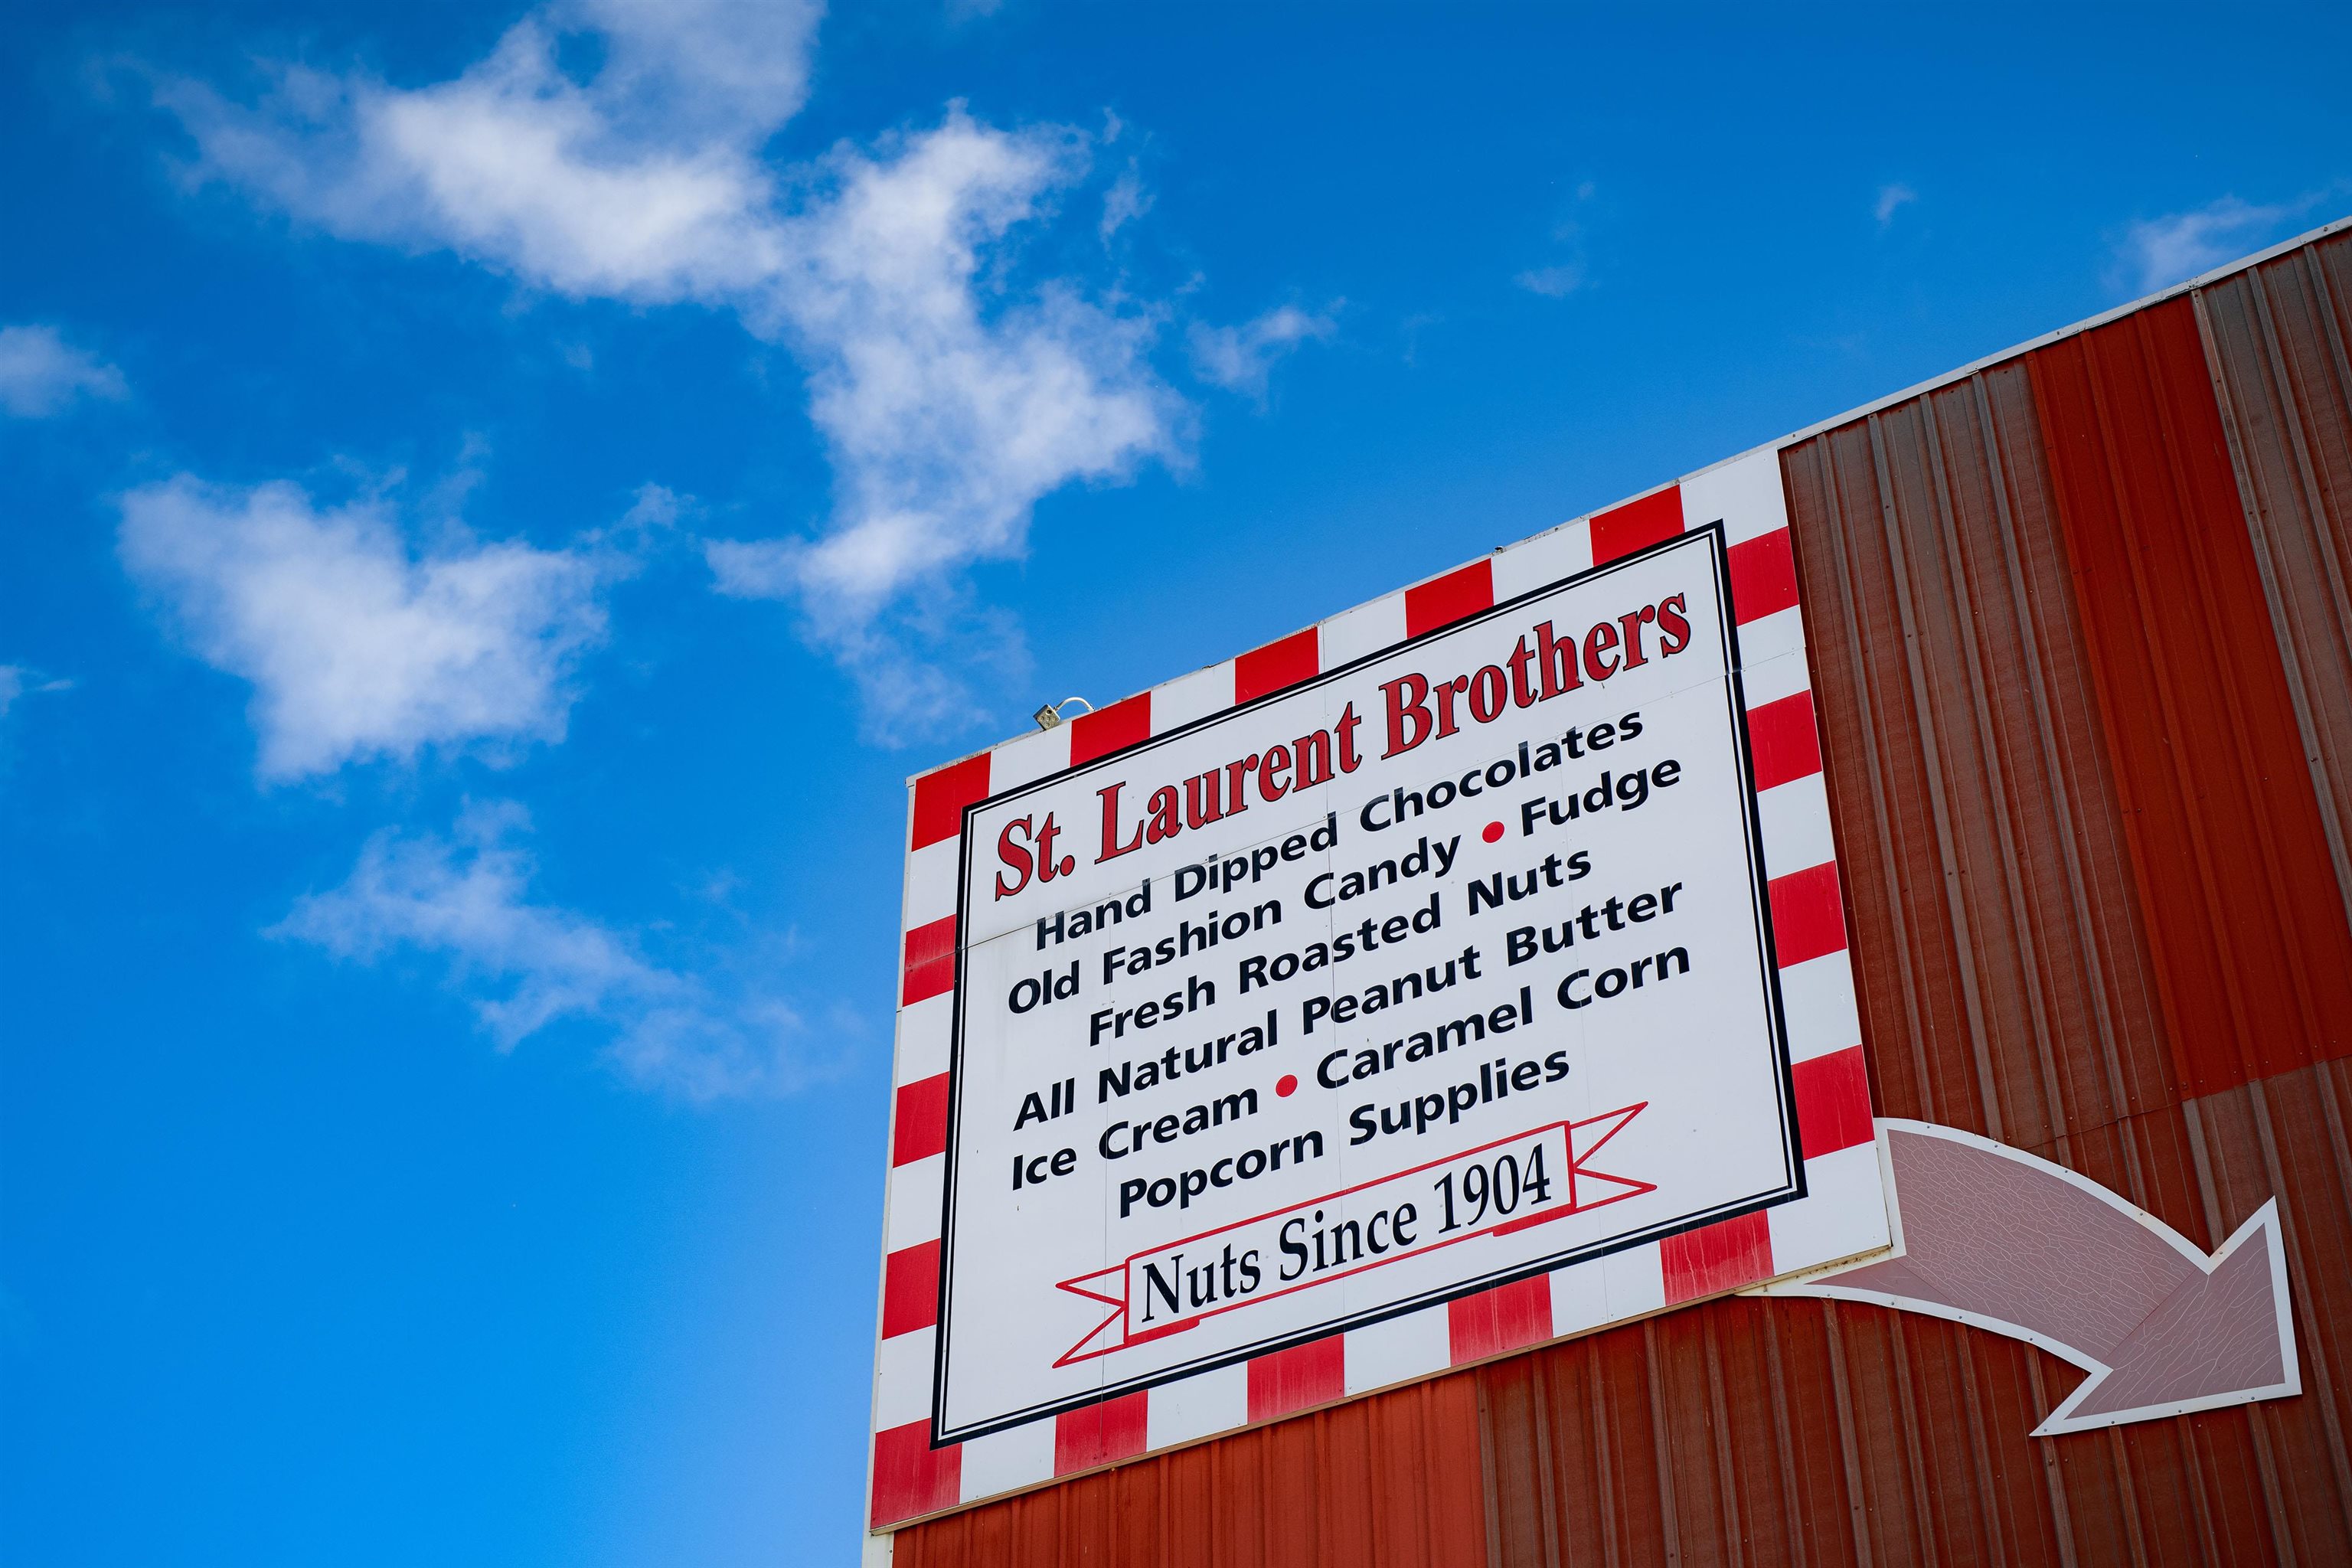 St. Laurent Brothers
Hand Dipped Chocolates
Old Fashion Candy • Fudge
Fresh Roasted Nuts
All Natural Peanut Butter
Ice Cream • Caramel Corn
Popcorn Supplies
Nuts Since 1904